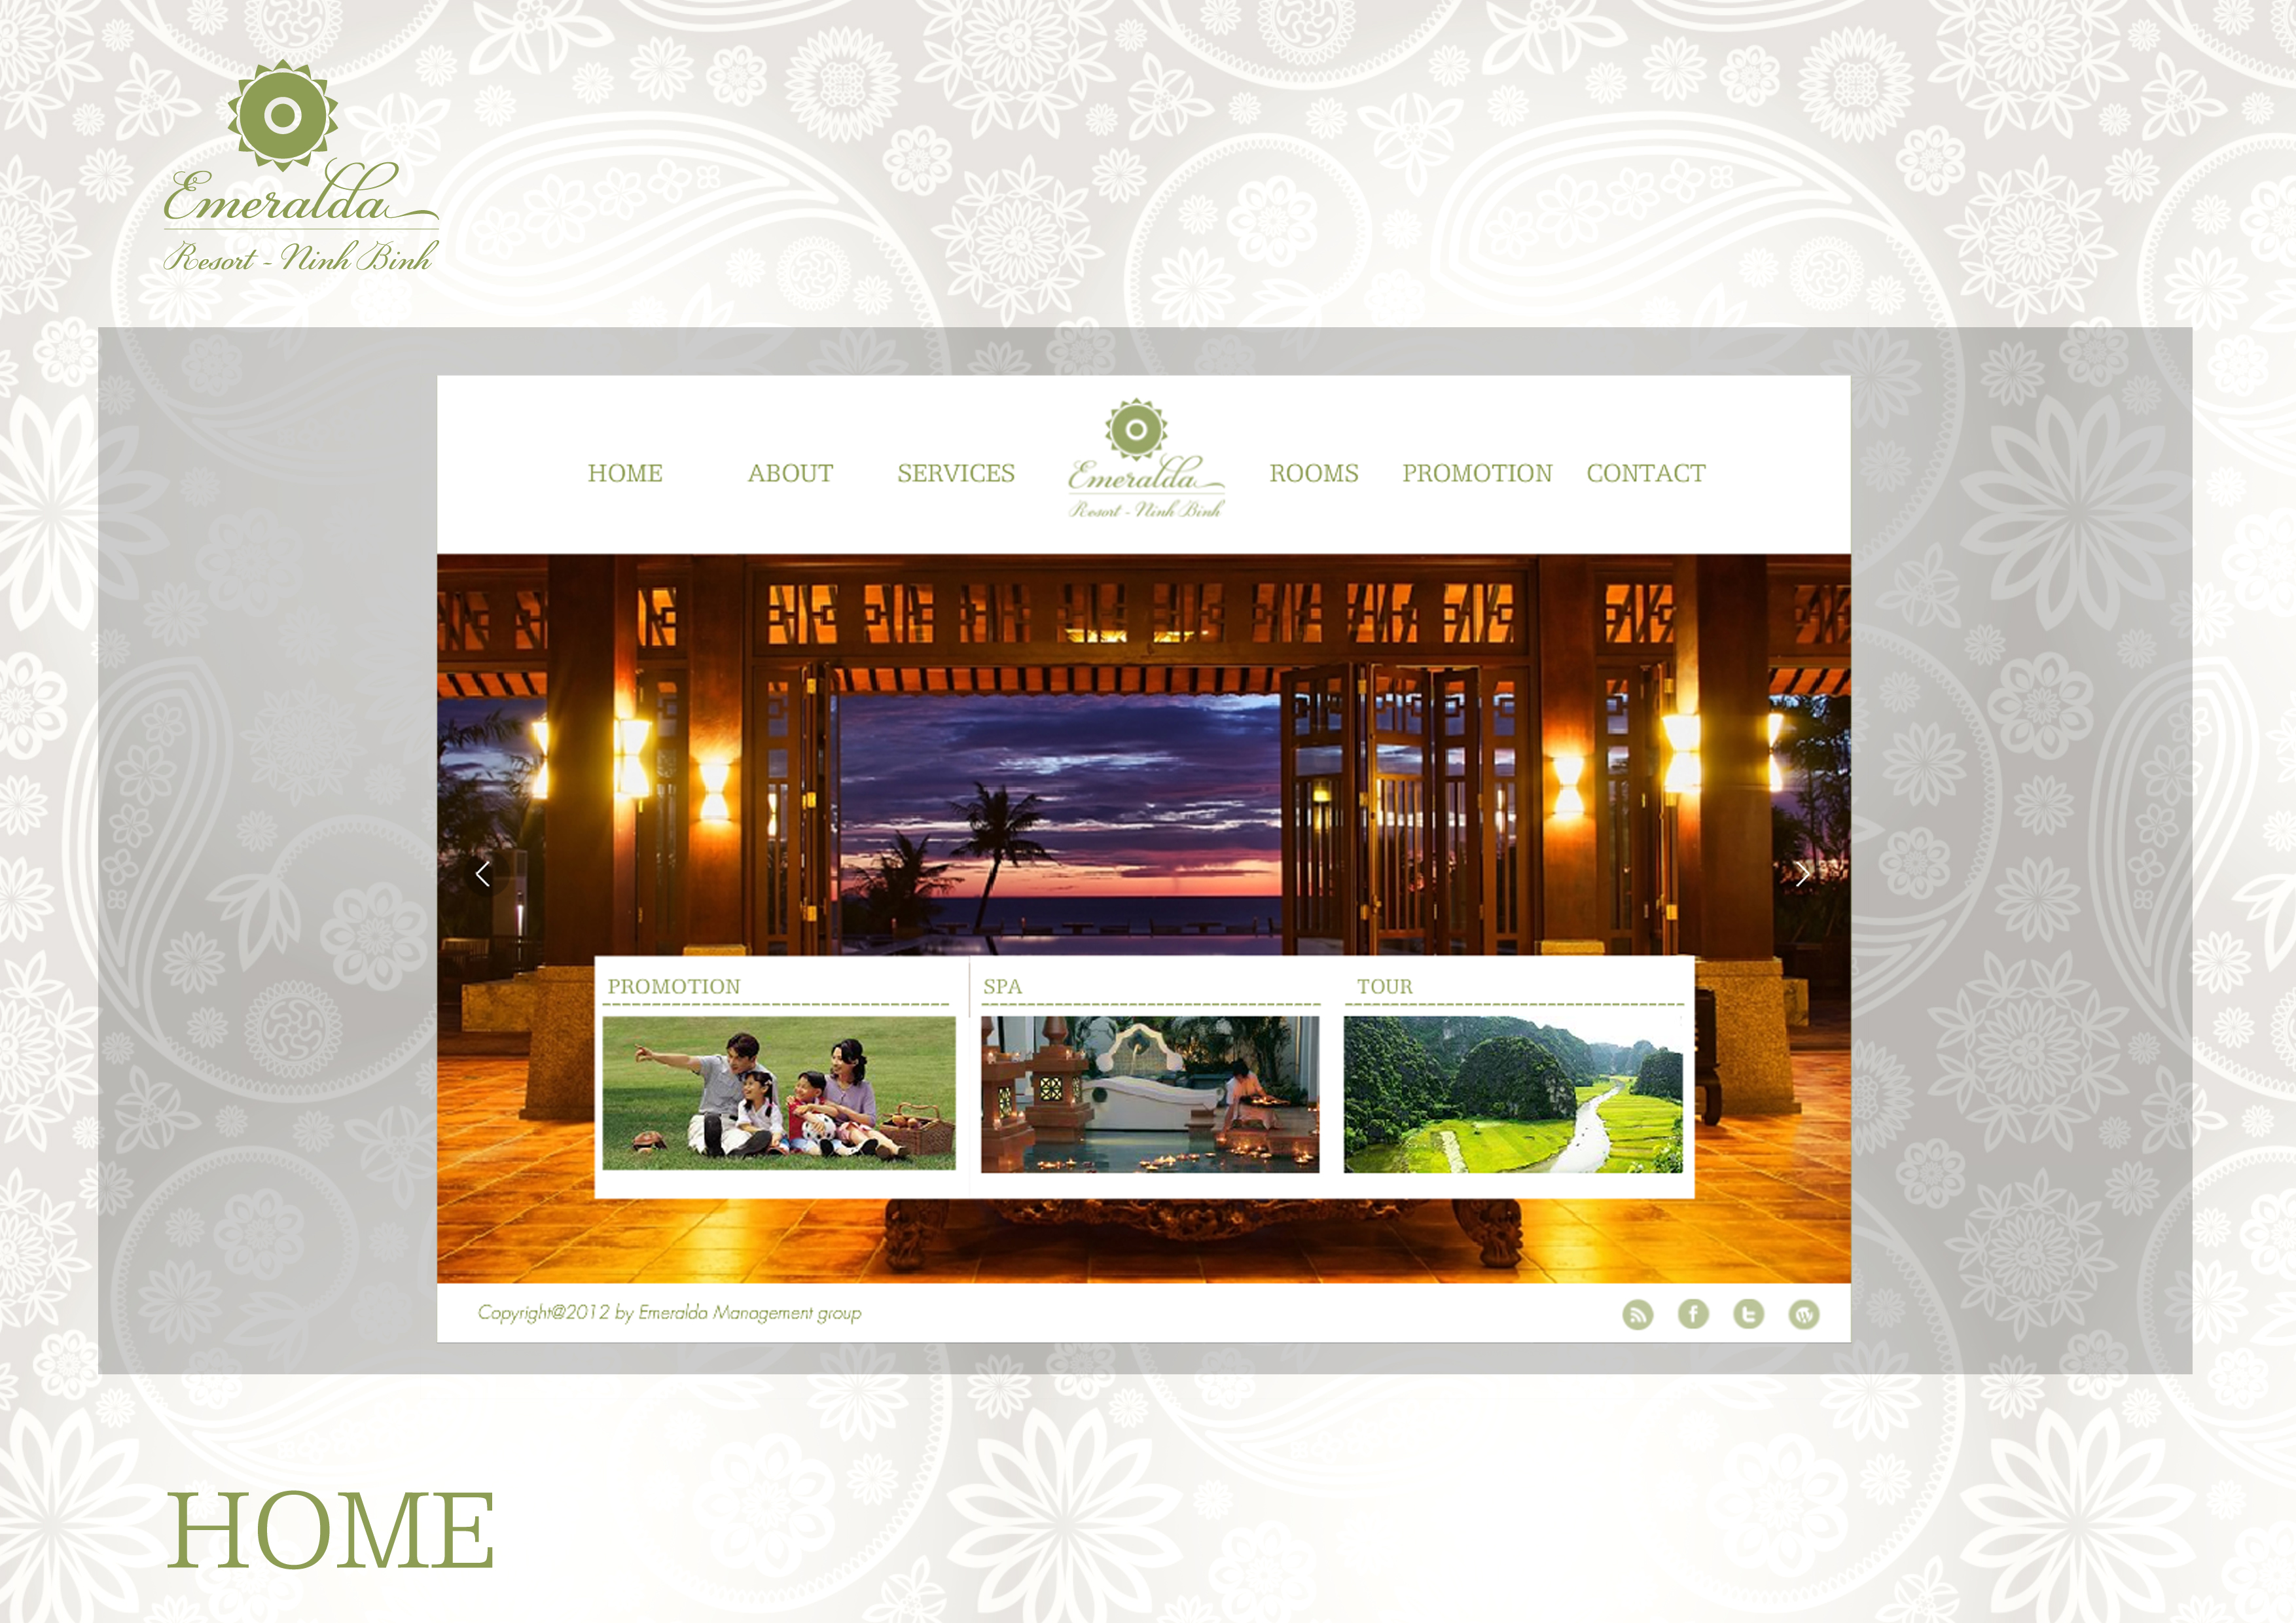 Emeralda
Resort - Ninh Binh
HOME ABOUT SERVICES ROOMS PROMOTION CONTACT
Emeralda
Resort - Ninh Binh
PROMOTION SPA TOUR
Copyright@2012 by Emeralda Management group
HOME